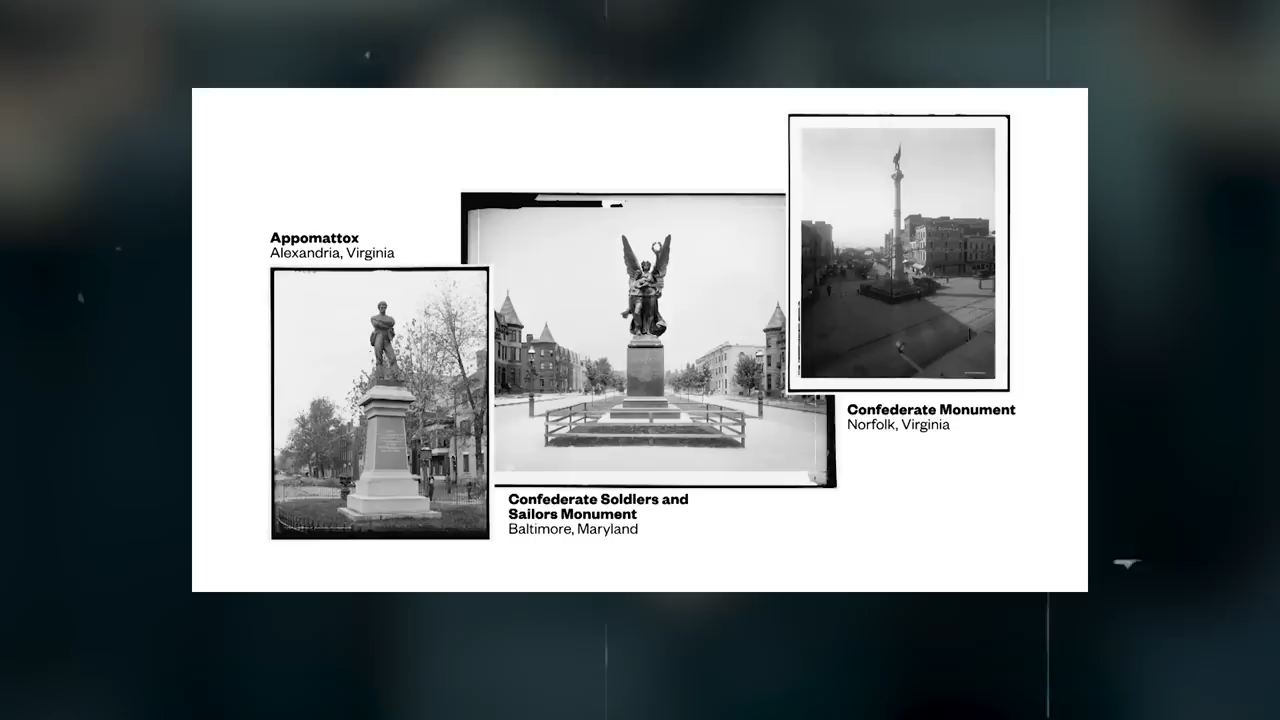 Appomattox
Alexandria, Virginia
Confederate Soldiers and
Sailors Monument
Baltimore, Maryland
Confederate Monument
Norfolk, Virginia